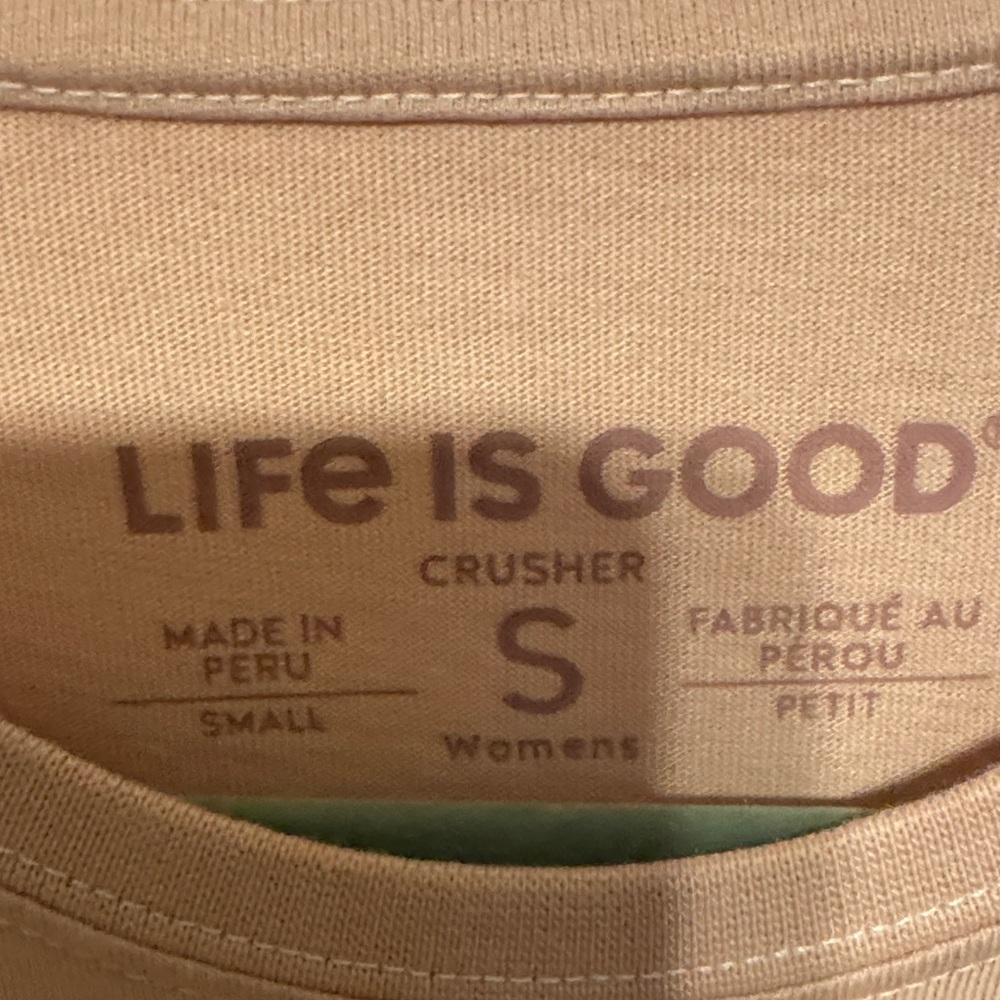 LIFe IS GOOD®
CRUSHER
MADE IN
PERU
SMALL
S
Womens
FABRIQUÉ AU
PÉROU
PETIT